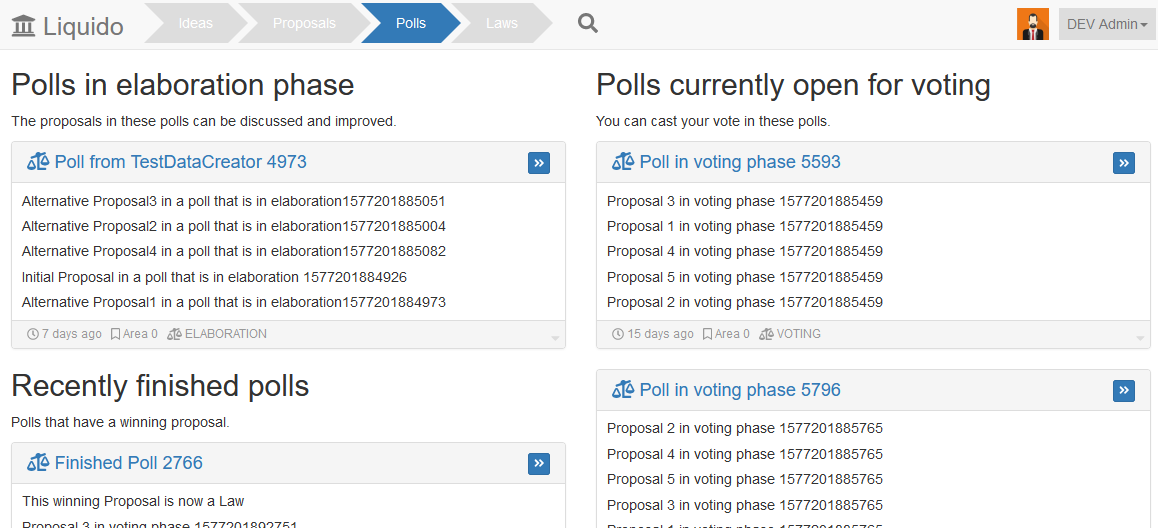 Liquido
Ideas
Proposals
Polls
Laws
DEV Admin
Polls in elaboration phase
The proposals in these polls can be discussed and improved.
Poll from TestDataCreator 4973
Alternative Proposal3 in a poll that is in elaboration1577201885051
Alternative Proposal2 in a poll that is in elaboration1577201885004
Alternative Proposal4 in a poll that is in elaboration1577201885082
Initial Proposal in a poll that is in elaboration 1577201884926
Alternative Proposal1 in a poll that is in elaboration1577201884973
7 days ago Area 0 ELABORATION
Recently finished polls
Polls that have a winning proposal.
Finished Poll 2766
This winning Proposal is now a Law
Proposal 3 in voting phase 1577201892751
Polls currently open for voting
You can cast your vote in these polls.
Poll in voting phase 5593
Proposal 3 in voting phase 1577201885459
Proposal 1 in voting phase 1577201885459
Proposal 4 in voting phase 1577201885459
Proposal 5 in voting phase 1577201885459
Proposal 2 in voting phase 1577201885459
15 days ago Area 0 VOTING
Poll in voting phase 5796
Proposal 2 in voting phase 1577201885765
Proposal 4 in voting phase 1577201885765
Proposal 5 in voting phase 1577201885765
Proposal 3 in voting phase 1577201885765
Proposal 1 in voting phase 1577201885765